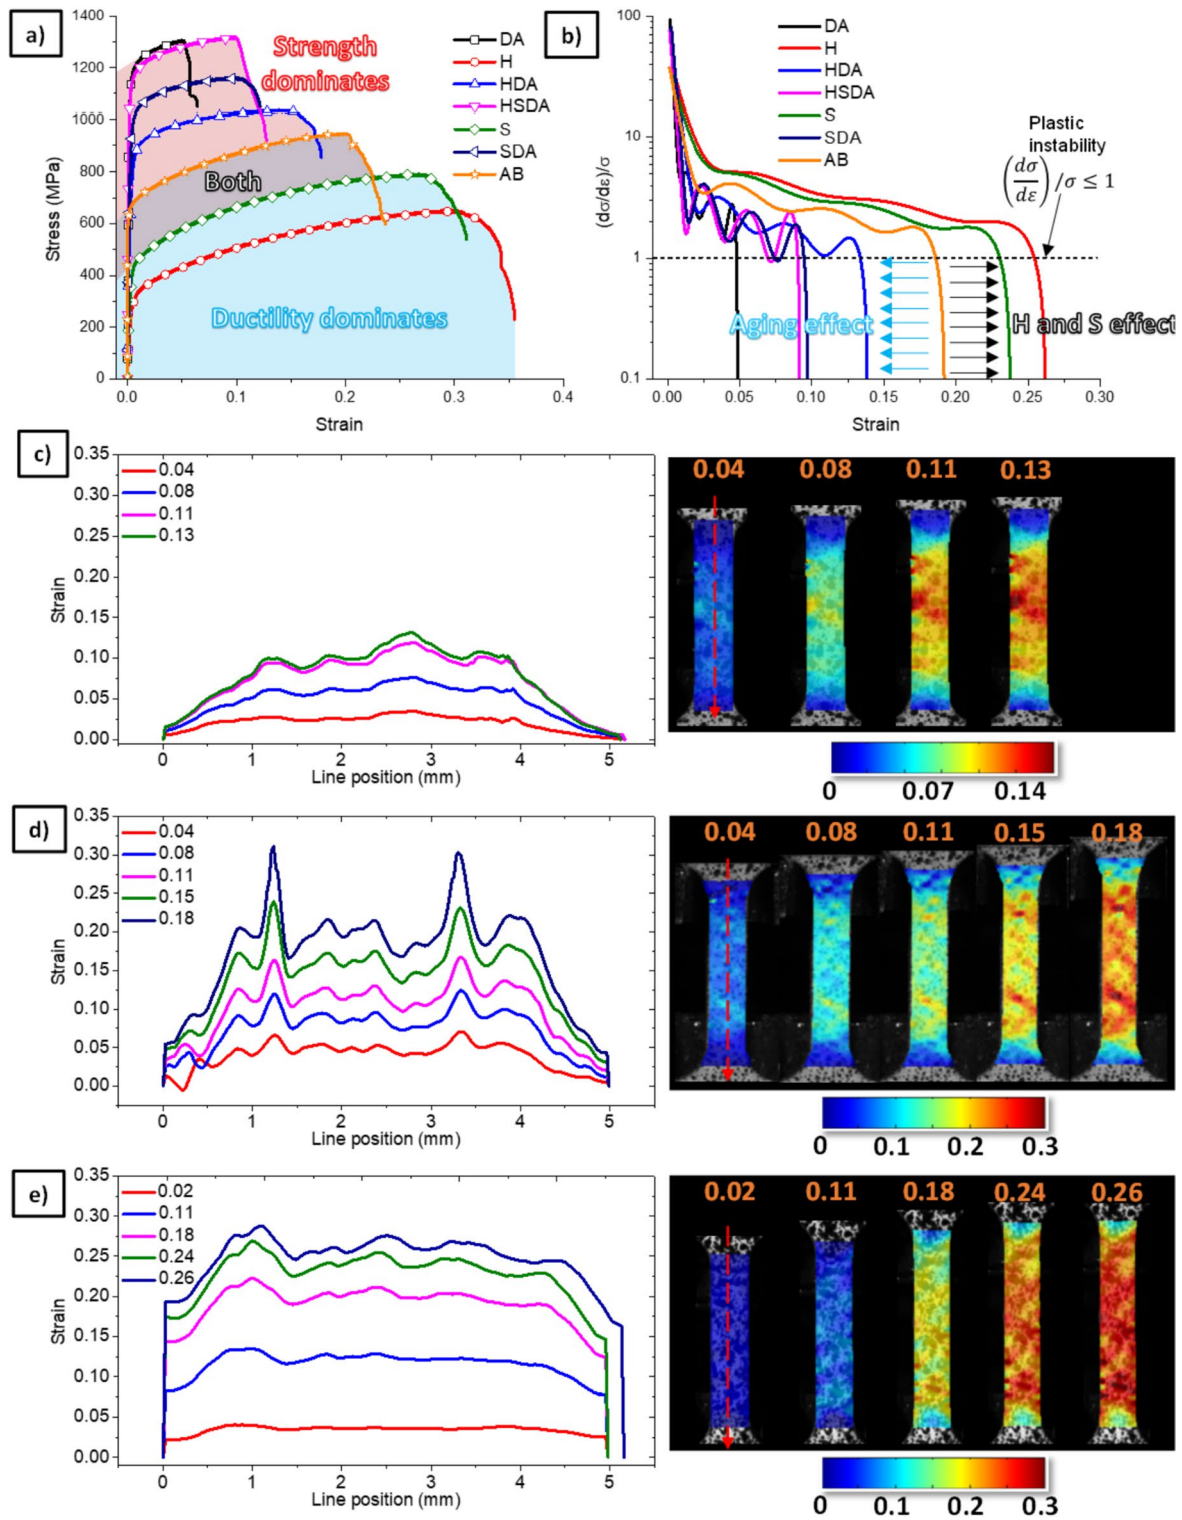 a)
1400
1200
1000
800
600
400
200
0
Stress (MPa)
0.0
0.1
0.2
0.3
0.4
Strain
Strength
dominates
Both
Ductility dominates
DA
H
HDA
HSDA
S
SDA
AB
b)
100
10
1
0.1
(dσ/dε)/σ
0.00
0.05
0.10
0.15
0.20
0.25
0.30
Strain
DA
H
HDA
HSDA
S
SDA
AB
Plastic
instability
(dσ/dε)/σ ≤ 1
Aging effect
H and S effect
c)
0.35
0.30
0.25
0.20
0.15
0.10
0.05
0.00
Strain
0.04
0.08
0.11
0.13
0
1
2
3
4
5
Line position (mm)
0.04 0.08 0.11 0.13
0 0.07 0.14
d)
0.35
0.30
0.25
0.20
0.15
0.10
0.05
0.00
Strain
0.04
0.08
0.11
0.15
0.18
0
1
2
3
4
5
Line position (mm)
0.04 0.08 0.11 0.15 0.18
0 0.1 0.2 0.3
e)
0.35
0.30
0.25
0.20
0.15
0.10
0.05
0.00
Strain
0.02
0.11
0.18
0.24
0.26
0
1
2
3
4
5
Line position (mm)
0.02 0.11 0.18 0.24 0.26
0 0.1 0.2 0.3